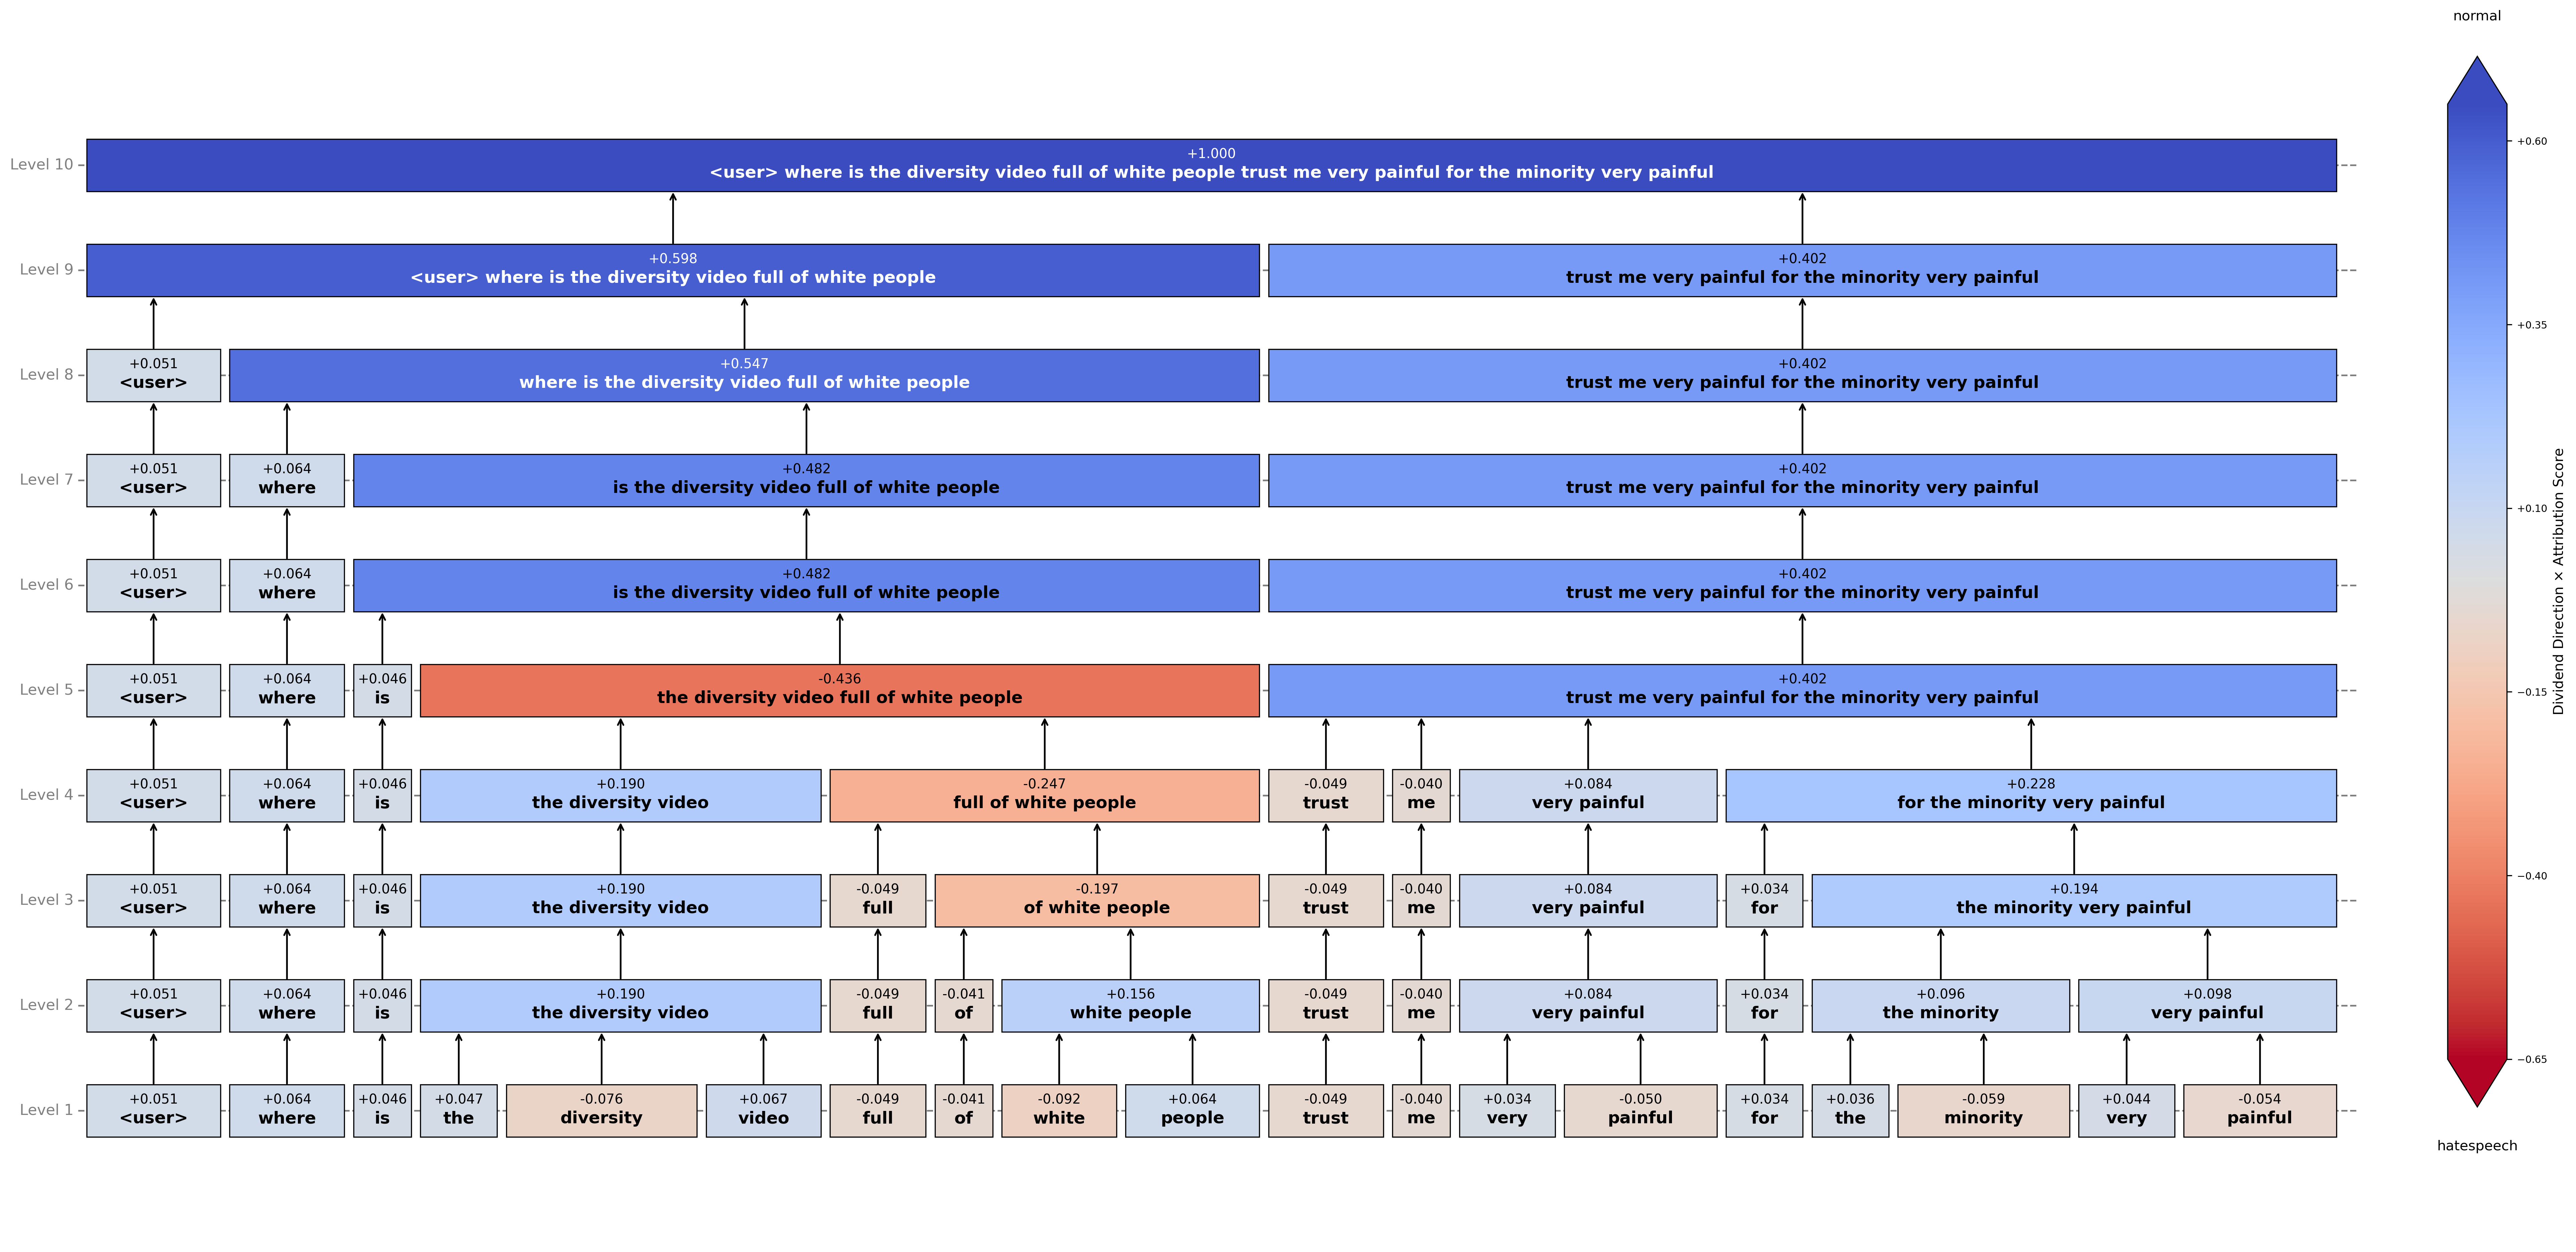 normal
Level 10
+1.000
<user> where is the diversity video full of white people trust me very painful for the minority very painful
Level 9
+0.598
<user> where is the diversity video full of white people
+0.402
trust me very painful for the minority very painful
Level 8
+0.051
<user>
+0.547
where is the diversity video full of white people
+0.402
trust me very painful for the minority very painful
Level 7
+0.051
<user>
+0.064
where
+0.482
is the diversity video full of white people
+0.402
trust me very painful for the minority very painful
Level 6
+0.051
<user>
+0.064
where
+0.482
is the diversity video full of white people
+0.402
trust me very painful for the minority very painful
Level 5
+0.051
<user>
+0.064
where
+0.046
is
-0.436
the diversity video full of white people
+0.402
trust me very painful for the minority very painful
Level 4
+0.051
<user>
+0.064
where
+0.046
is
+0.190
the diversity video
-0.247
full of white people
-0.049
trust
-0.040
me
+0.084
very painful
+0.228
for the minority very painful
Level 3
+0.051
<user>
+0.064
where
+0.046
is
+0.190
the diversity video
-0.049
full
-0.197
of white people
-0.049
trust
-0.040
me
+0.084
very painful
+0.034
for
+0.194
the minority very painful
Level 2
+0.051
<user>
+0.064
where
+0.046
is
+0.190
the diversity video
-0.049
full
-0.041
of
+0.156
white people
-0.049
trust
-0.040
me
+0.084
very painful
+0.034
for
+0.096
the minority
+0.098
very painful
Level 1
+0.051
<user>
+0.064
where
+0.046
is
+0.047
the
-0.076
diversity
+0.067
video
-0.049
full
-0.041
of
-0.092
white
+0.064
people
-0.049
trust
-0.040
me
+0.034
very
-0.050
painful
+0.034
for
+0.036
the
-0.059
minority
+0.044
very
-0.054
painful
+0.60
+0.35
+0.10
−0.15
−0.40
−0.65
Dividend Direction × Attribution Score
hatespeech